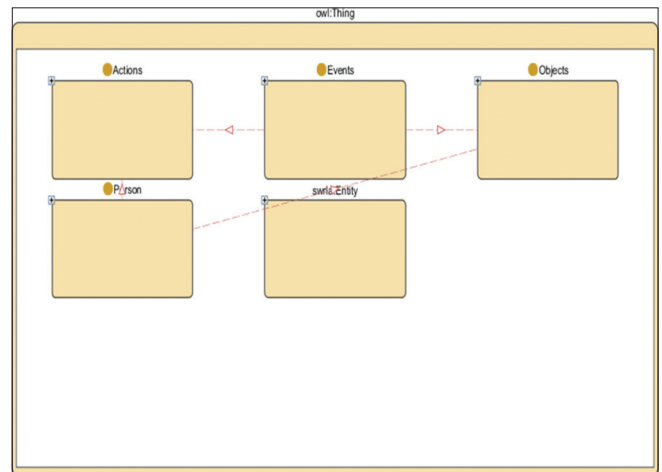 owl:Thing
Actions
Events
Objects
Person
swrla:Entity